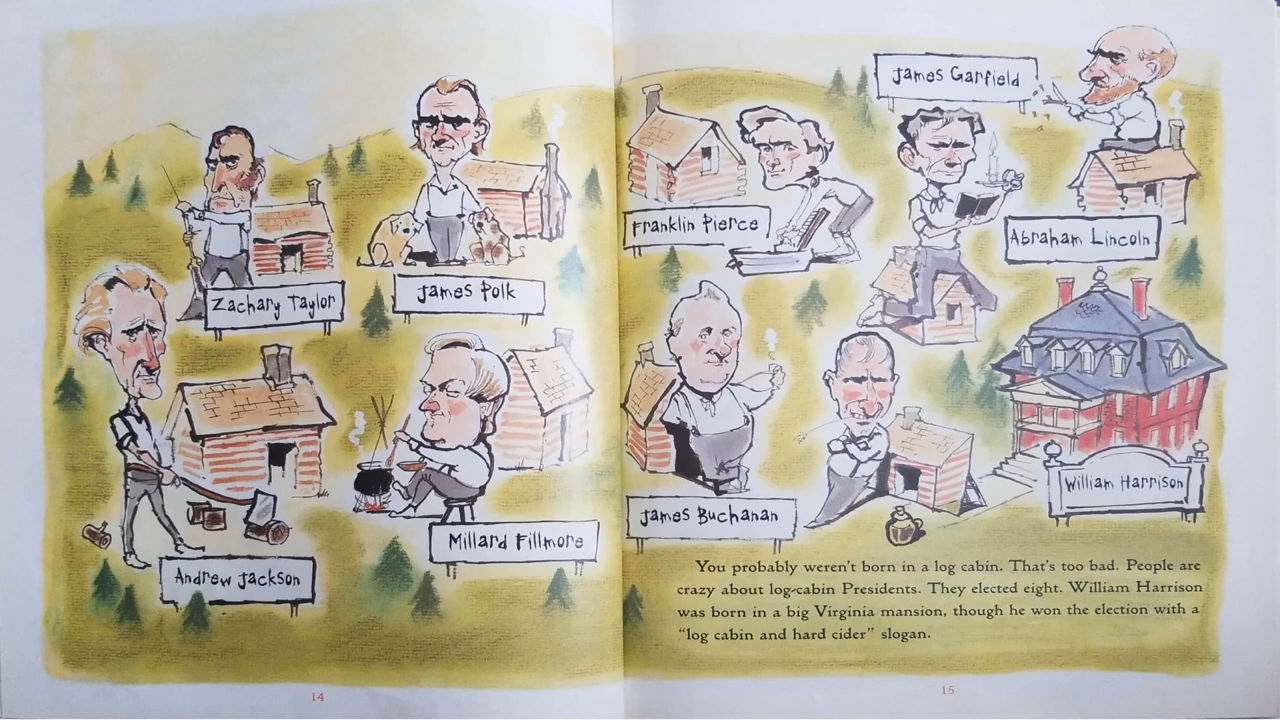 Zachary Taylor
James Polk
Andrew Jackson
Millard Fillmore
14
James Garfield
Franklin Pierce
Abraham Lincoln
James Buchanan
William Harrison
You probably weren't born in a log cabin. That's too bad. People are
crazy about log-cabin Presidents. They elected eight. William Harrison
was born in a big Virginia mansion, though he won the election with a
“log cabin and hard cider” slogan.
15